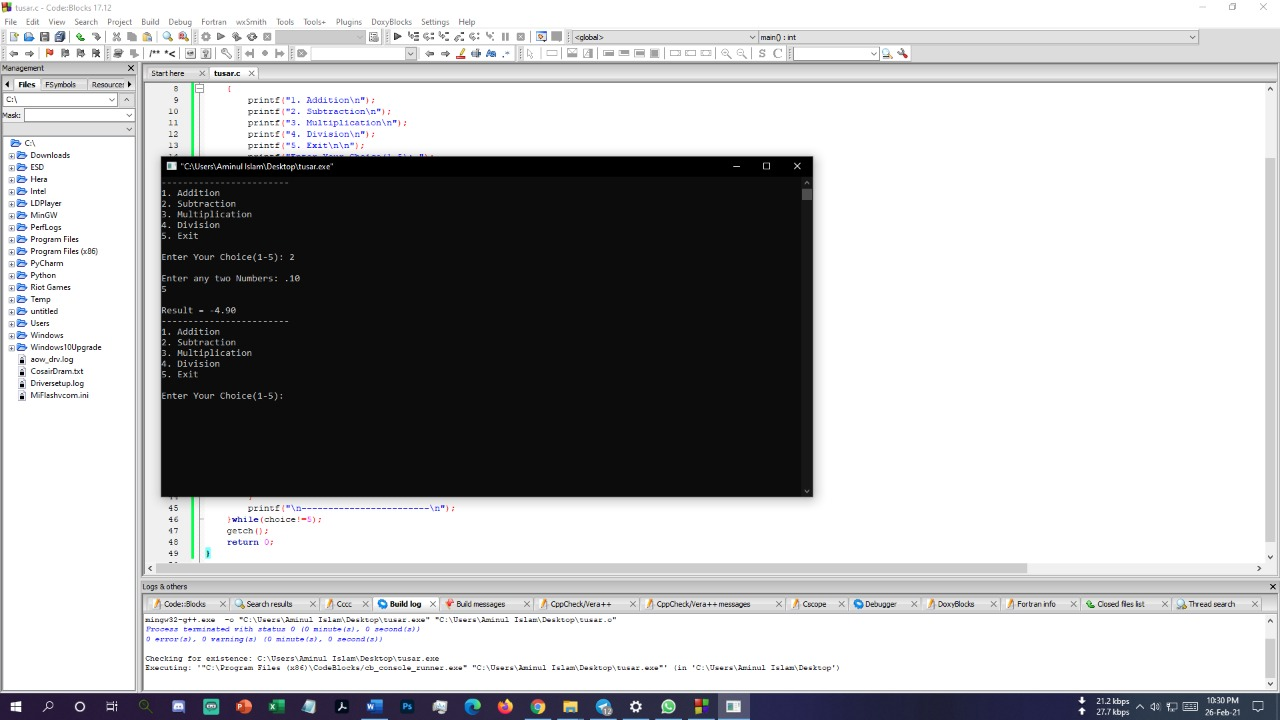 tusar.c - Code::Blocks 17.12
File Edit View Search Project Build Debug Fortran wxSmith Tools Tools+ Plugins DoxyBlocks Settings Help
<global> main() : int
/** *<
Management
Start here tusar.c
Files FSymbols Resources
C:\
Mask:
C:\
Downloads
ESD
Hera
Intel
LDPlayer
MinGW
PerfLogs
Program Files
Program Files (x86)
PyCharm
Python
Riot Games
Temp
untitled
Users
Windows
Windows10Upgrade
aow_drv.log
CosairDram.txt
Driversetup.log
MiFlashvcom.ini
8 {
9 printf("1. Addition\n");
10 printf("2. Subtraction\n");
11 printf("3. Multiplication\n");
12 printf("4. Division\n");
13 printf("5. Exit\n\n");
14 printf("Enter Your Choice(1-5): ");
"C:\Users\Aminul Islam\Desktop\tusar.exe"
------------------------
1. Addition
2. Subtraction
3. Multiplication
4. Division
5. Exit
Enter Your Choice(1-5): 2
Enter any two Numbers: .10
5
Result = -4.90
------------------------
1. Addition
2. Subtraction
3. Multiplication
4. Division
5. Exit
Enter Your Choice(1-5):
44 }
45 printf("\n------------------------\n");
46 }while(choice!=5);
47 getch();
48 return 0;
49 }
Logs & others
Code::Blocks Search results Cccc Build log Build messages CppCheck/Vera++ CppCheck/Vera++ messages Cscope Debugger DoxyBlocks Fortran info Closed files list Thread search
mingw32-g++.exe -o "C:\Users\Aminul Islam\Desktop\tusar.exe" "C:\Users\Aminul Islam\Desktop\tusar.o"
Process terminated with status 0 (0 minute(s), 0 second(s))
0 error(s), 0 warning(s) (0 minute(s), 0 second(s))
Checking for existence: C:\Users\Aminul Islam\Desktop\tusar.exe
Executing: '"C:\Program Files (x86)\CodeBlocks/cb_console_runner.exe" "C:\Users\Aminul Islam\Desktop\tusar.exe"' (in 'C:\Users\Aminul Islam\Desktop')
21.2 kbps
27.7 kbps
10:30 PM
26-Feb-21